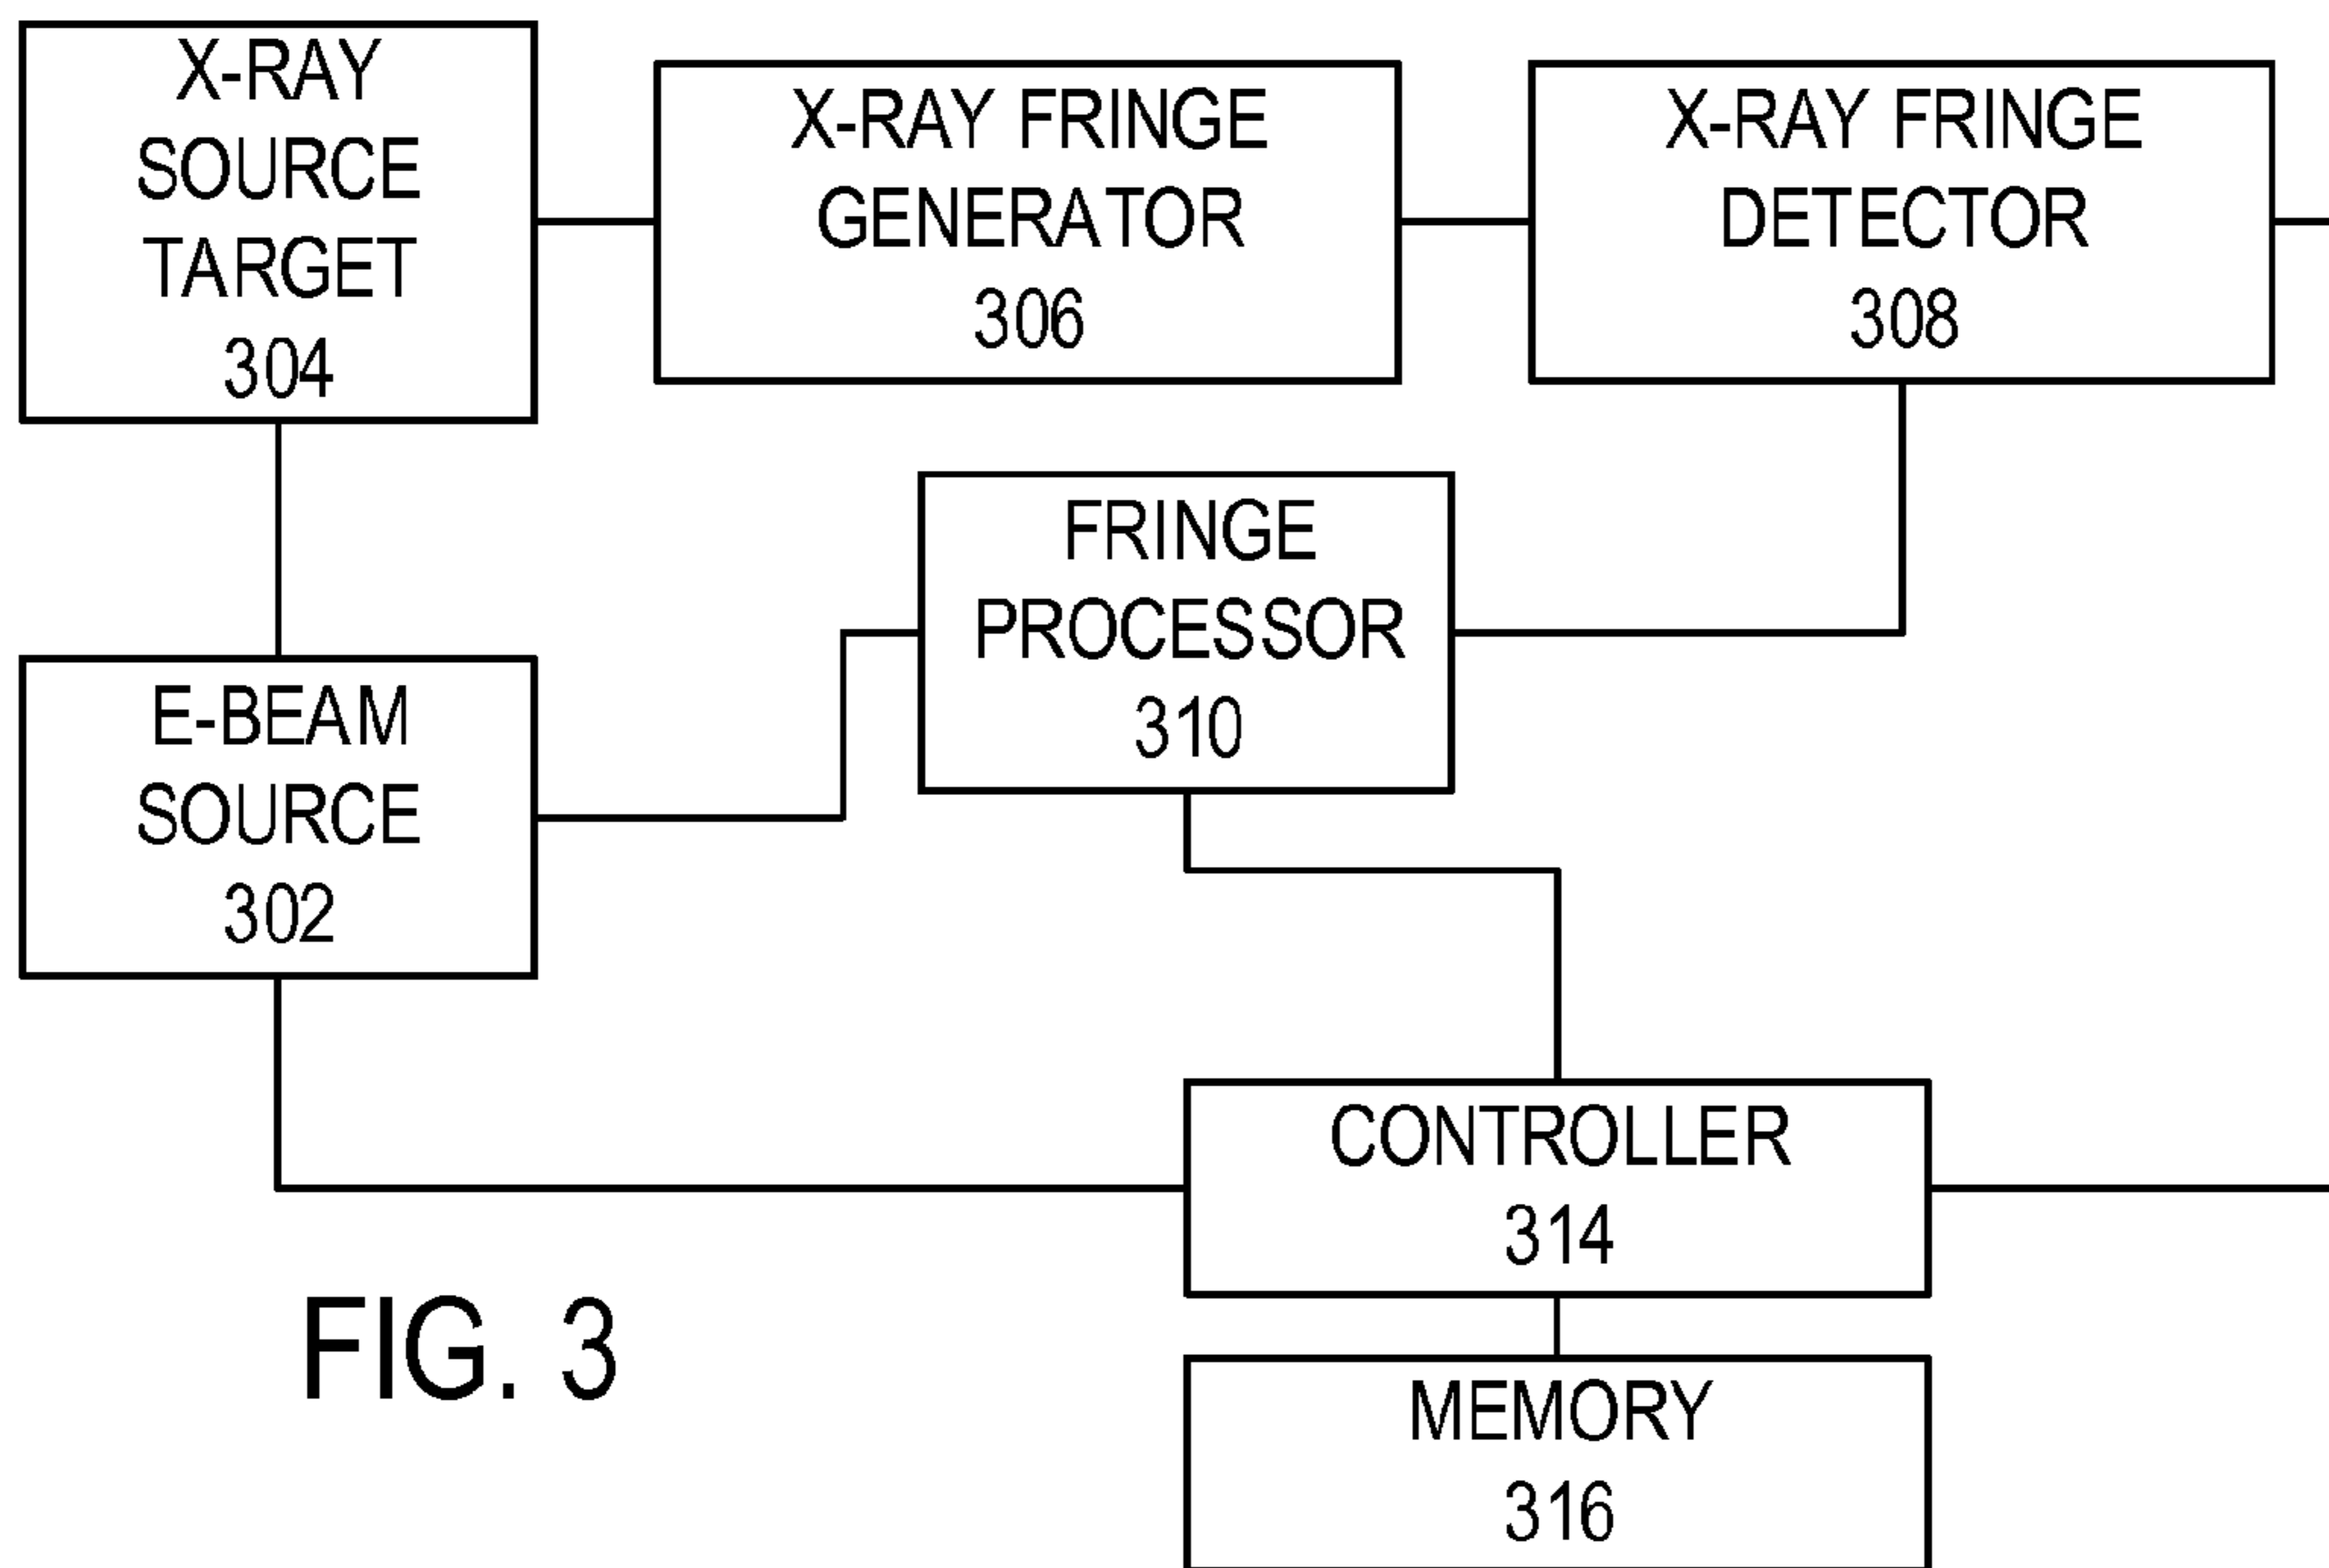 X-RAY
SOURCE
TARGET
304
X-RAY FRINGE
GENERATOR
306
X-RAY FRINGE
DETECTOR
308
FRINGE
PROCESSOR
310
E-BEAM
SOURCE
302
CONTROLLER
314
MEMORY
316
FIG. 3